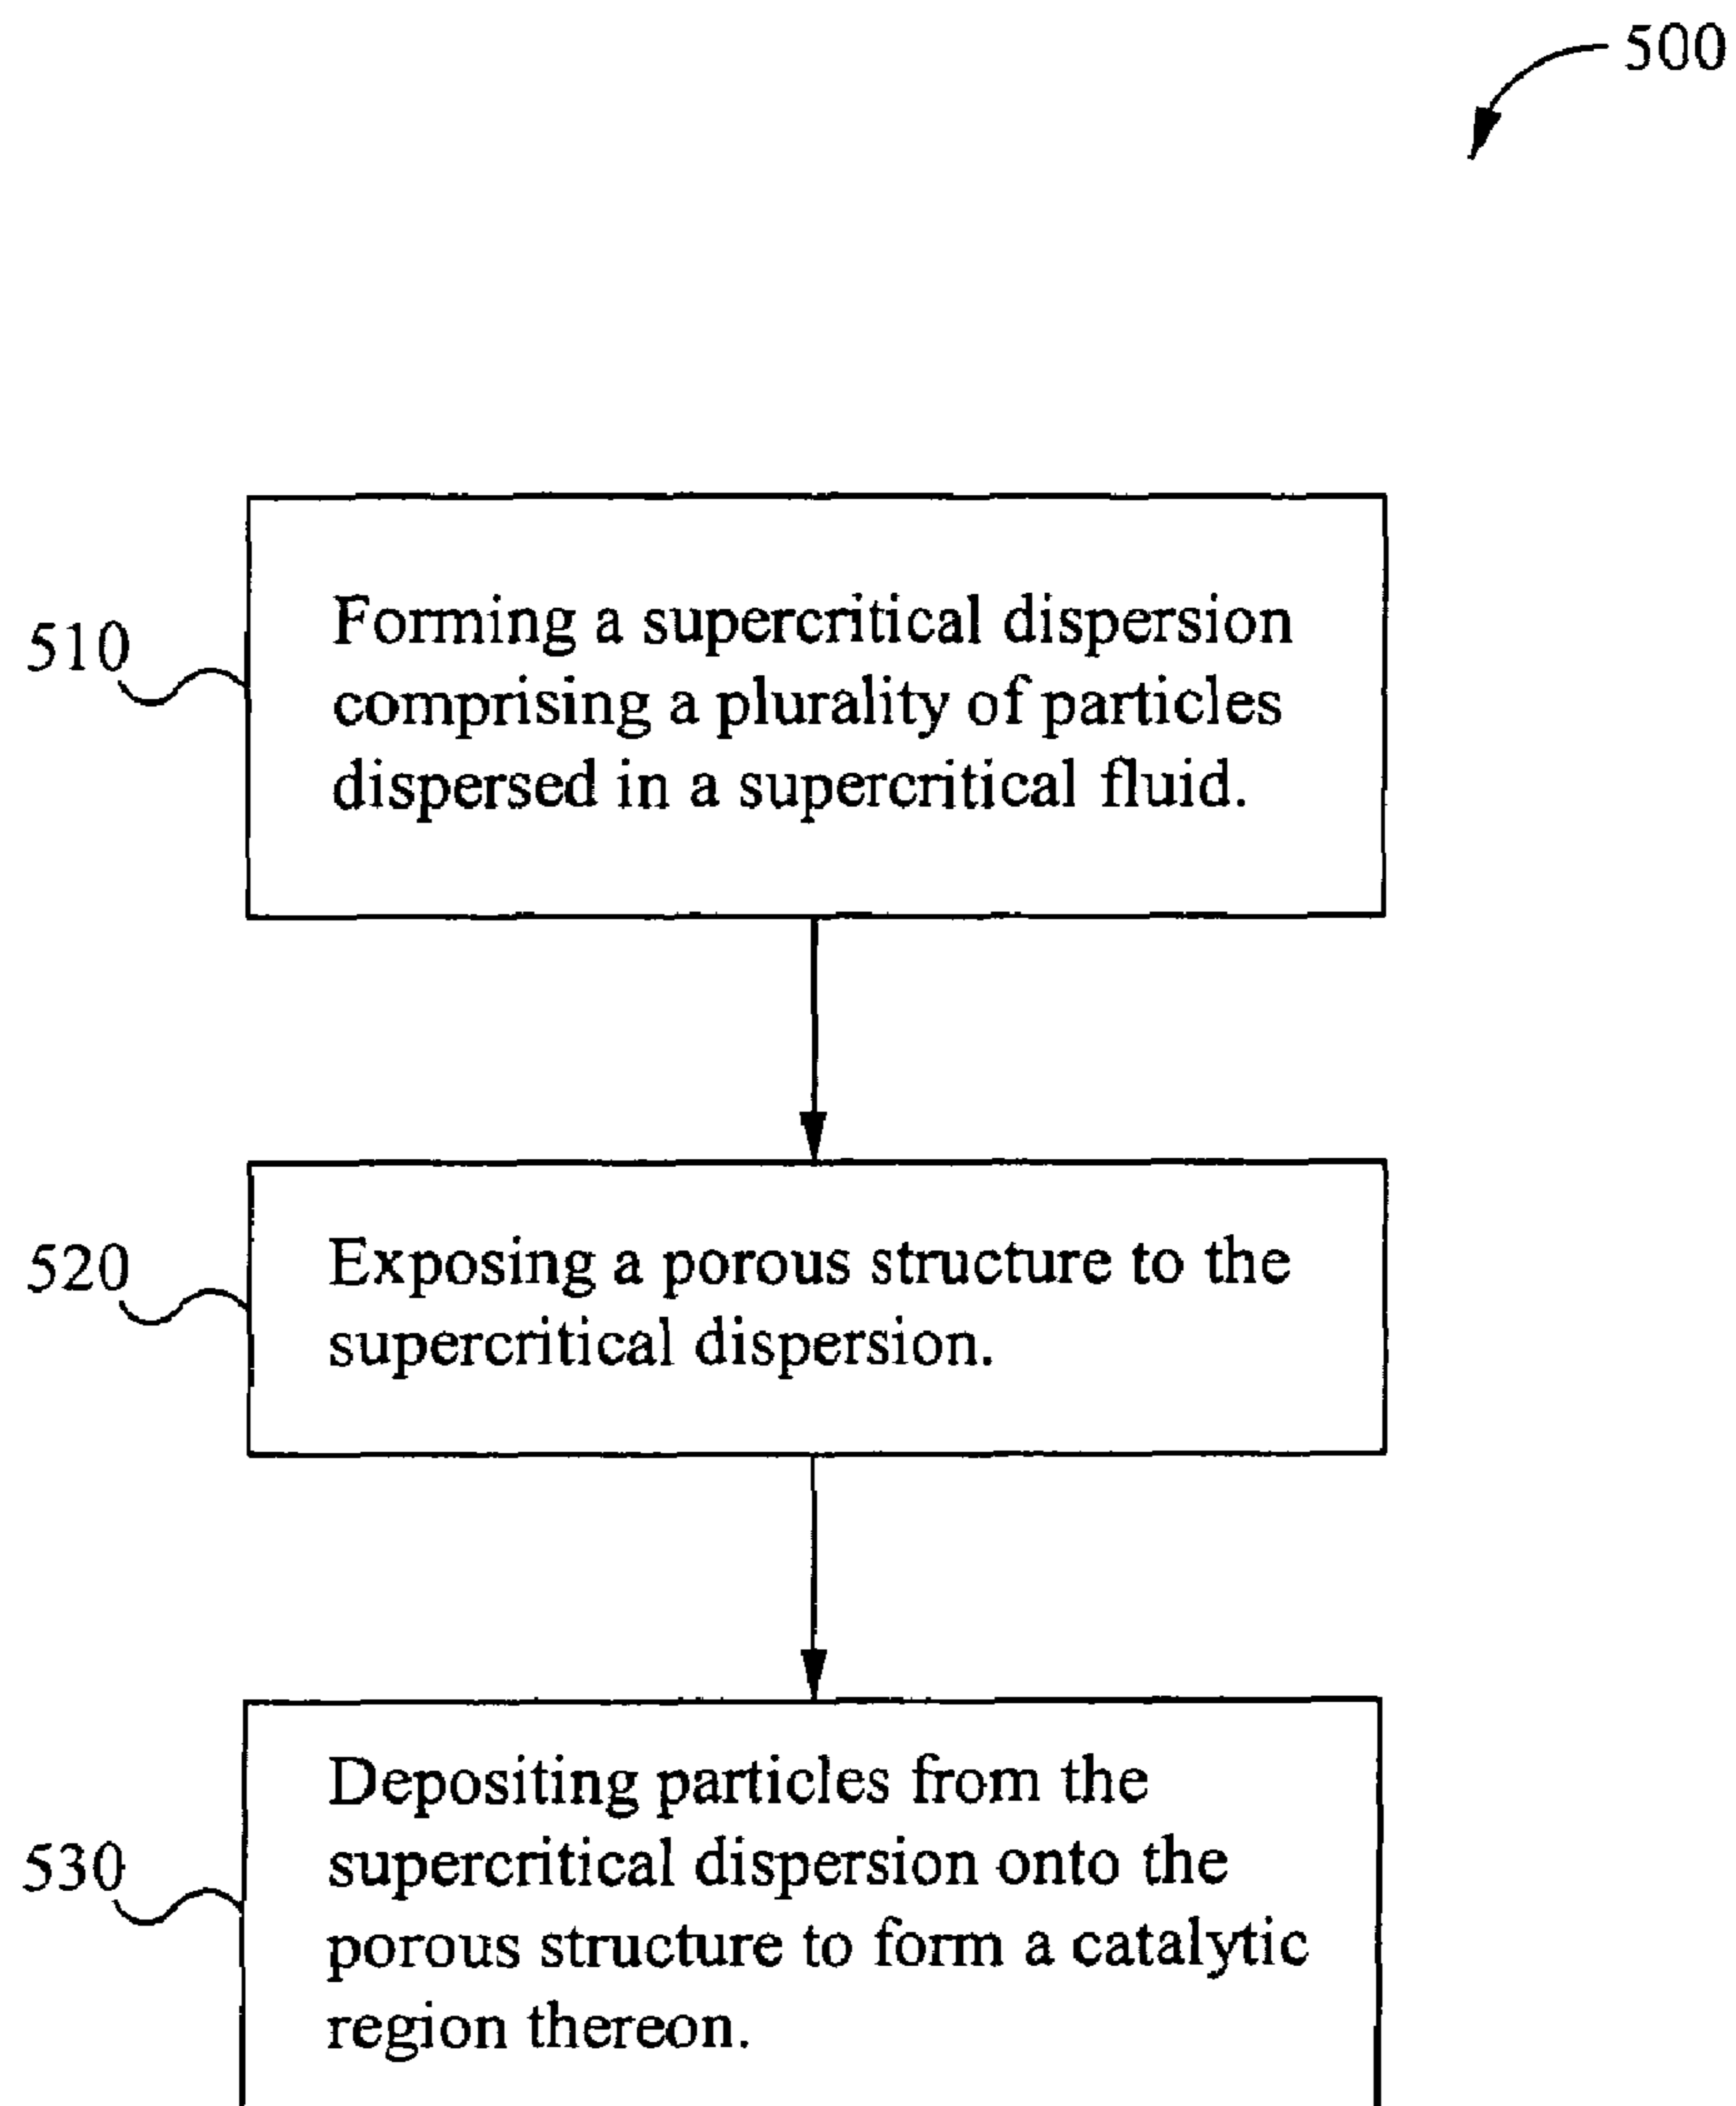 500
510
Forming a supercritical dispersion
comprising a plurality of particles
dispersed in a supercritical fluid.
520
Exposing a porous structure to the
supercritical dispersion.
530
Depositing particles from the
supercritical dispersion onto the
porous structure to form a catalytic
region thereon.